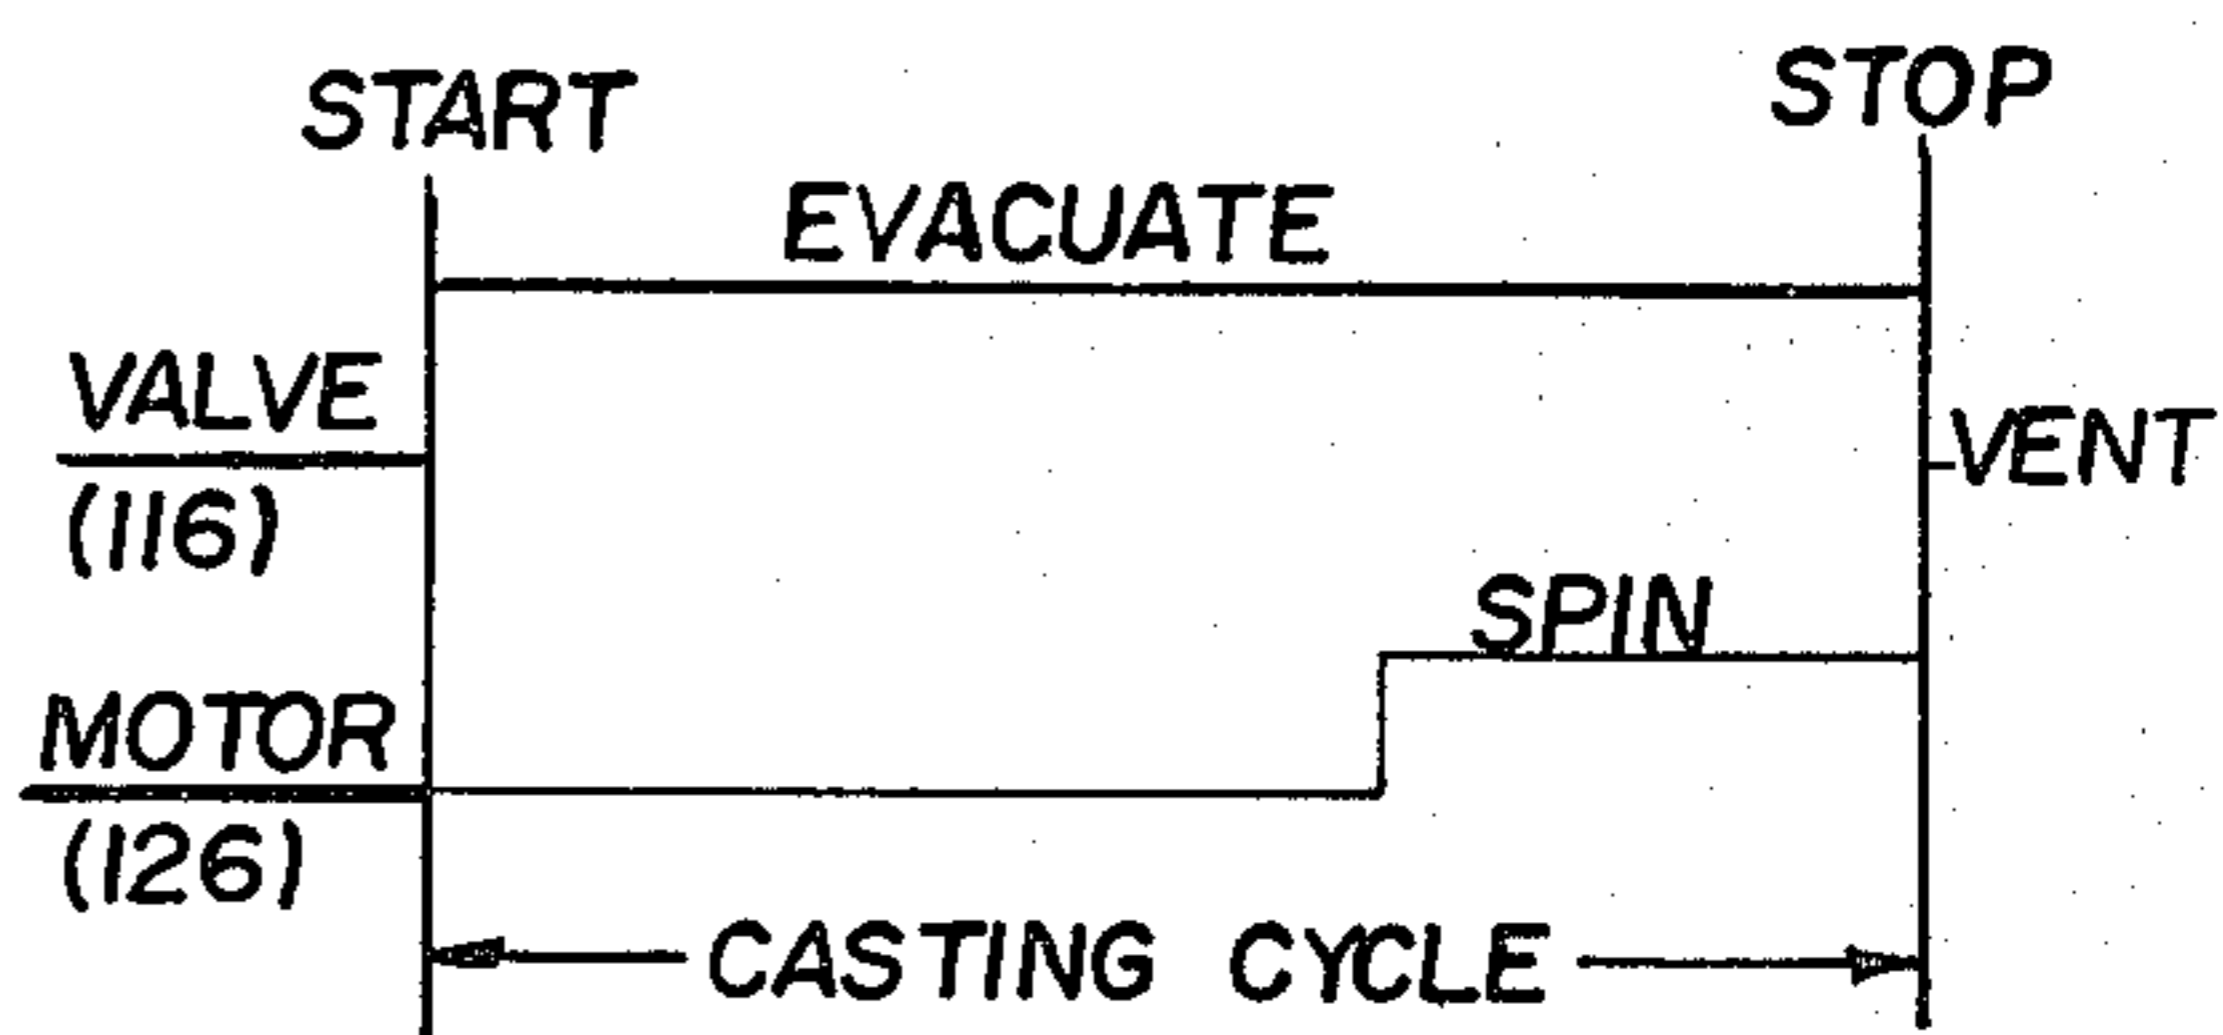 START
STOP
EVACUATE
VALVE
(116)
VENT
SPIN
MOTOR
(126)
CASTING CYCLE